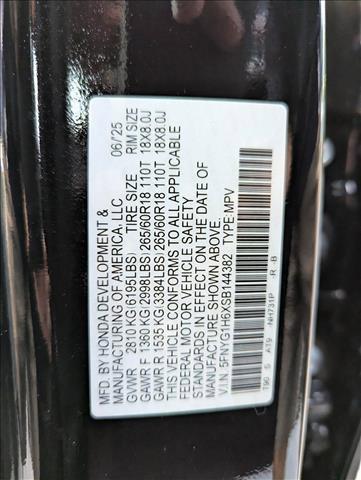 MFD. BY HONDA DEVELOPMENT & 06/25
MANUFACTURING OF AMERICA, LLC
GVWR 2810 KG(6195LBS) TIRE SIZE RIM SIZE
GAWR F 1360 KG(2998LBS) 265/60R18 110T 18X8.0J
GAWR R 1535 KG(3384LBS) 265/60R18 110T 18X8.0J
THIS VEHICLE CONFORMS TO ALL APPLICABLE
FEDERAL MOTOR VEHICLE SAFETY
STANDARDS IN EFFECT ON THE DATE OF
MANUFACTURE SHOWN ABOVE.
V.I.N. 5FNYG1H6XSB144382 TYPE: MPV
T90 5 AT9 -NH731P -R -B